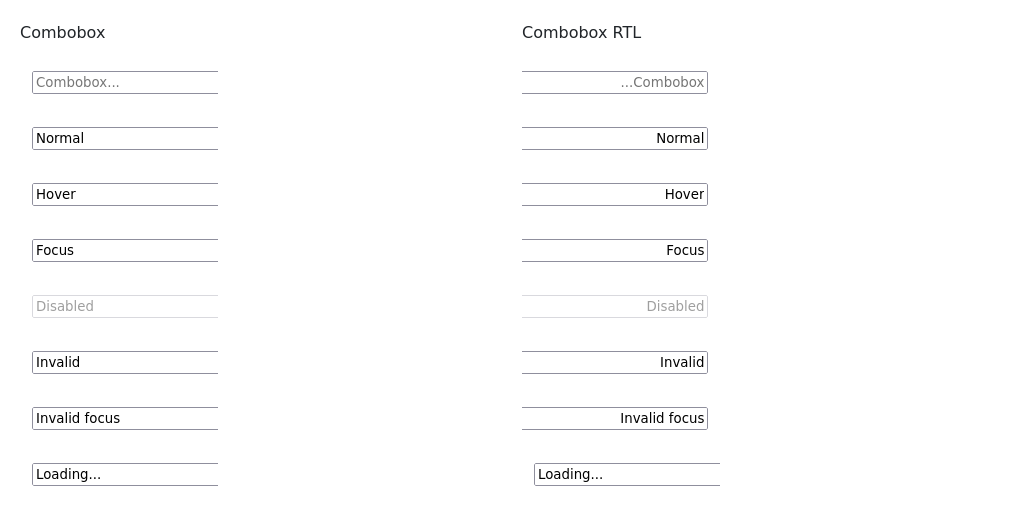 Combobox
Combobox...
Normal
Hover
Focus
Disabled
Invalid
Invalid focus
Loading...
Combobox RTL
...Combobox
Normal
Hover
Focus
Disabled
Invalid
Invalid focus
Loading...